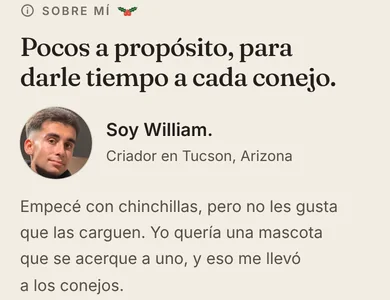 SOBRE MÍ
Pocos a propósito, para
darle tiempo a cada conejo.
Soy William.
Criador en Tucson, Arizona
Empecé con chinchillas, pero no les gusta
que las carguen. Yo quería una mascota
que se acerque a uno, y eso me llevó
a los conejos.